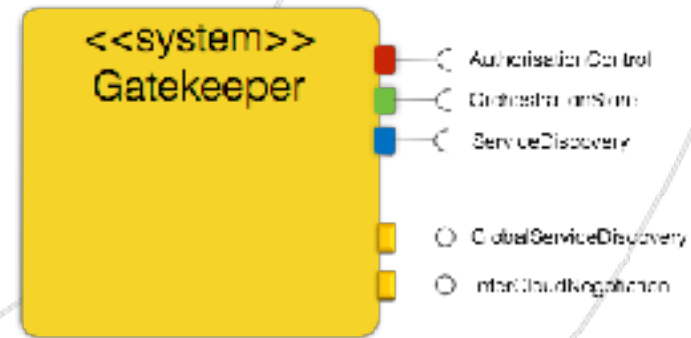 <<system>>
Gatekeeper
AuthorisationControl
OrchestrationStore
ServiceDiscovery
GlobalServiceDiscovery
InterCloudNegotiation